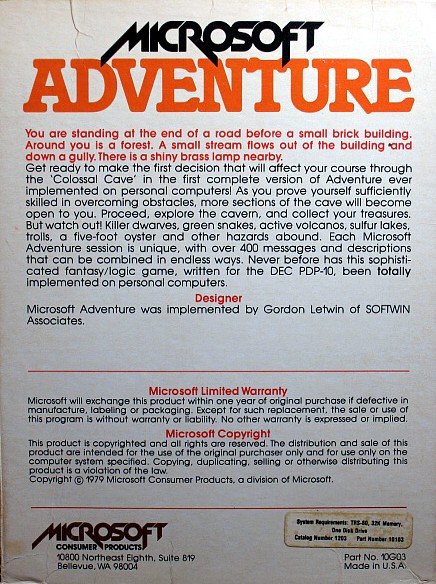 MICROSOFT
ADVENTURE
You are standing at the end of a road before a small brick building.
Around you is a forest. A small stream flows out of the building and
down a gully. There is a shiny brass lamp nearby.
Get ready to make the first decision that will affect your course through
the 'Colossal Cave' in the first complete version of Adventure ever
implemented on personal computers! As you prove yourself sufficiently
skilled in overcoming obstacles, more sections of the cave will become
open to you. Proceed, explore the cavern, and collect your treasures.
But watch out! Killer dwarves, green snakes, active volcanos, sulfur lakes,
trolls, a five-foot oyster and other hazards abound. Each Microsoft
Adventure session is unique, with over 400 messages and descriptions
that can be combined in endless ways. Never before has this sophisti-
cated fantasy/logic game, written for the DEC PDP-10, been totally
implemented on personal computers.
Designer
Microsoft Adventure was implemented by Gordon Letwin of SOFTWIN
Associates.
Microsoft Limited Warranty
Microsoft will exchange this product within one year of original purchase if defective in
manufacture, labeling or packaging. Except for such replacement, the sale or use of
this program is without warranty or liability. No other warranty is expressed or implied.
Microsoft Copyright
This product is copyrighted and all rights are reserved. The distribution and sale of this
product are intended for the use of the original purchaser only and for use only on the
computer system specified. Copying, duplicating, selling or otherwise distributing this
product is a violation of the law.
Copyright © 1979 Microsoft Consumer Products, a division of Microsoft.
MICROSOFT
CONSUMER PRODUCTS
10800 Northeast Eighth, Suite 819
Bellevue, WA 98004
System Requirements: TRS-80, 32K Memory,
One Disk Drive
Catalog Number 1203 Part Number 10103
Part No. 10G03
Made in U.S.A.